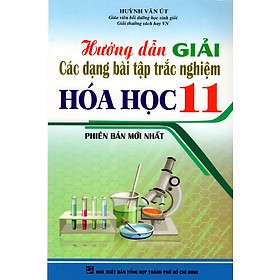 HUỲNH VĂN ÚT
Giáo viên bồi dưỡng học sinh giỏi
Giải thưởng sách hay VN
Hướng dẫn GIẢI
Các dạng bài tập trắc nghiệm
HÓA HỌC 11
PHIÊN BẢN MỚI NHẤT
NHÀ XUẤT BẢN TỔNG HỢP THÀNH PHỐ HỒ CHÍ MINH